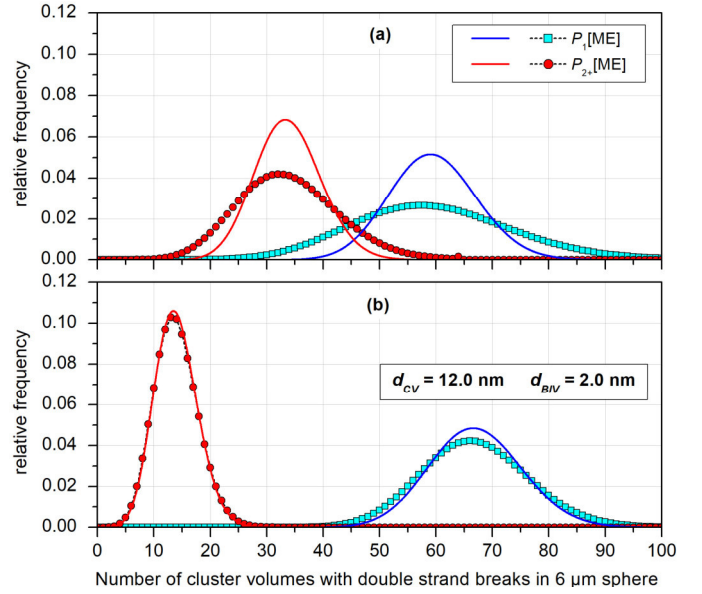 0.12
(a)
P1[ME]
P2+[ME]
0.10
0.08
0.06
0.04
0.02
0.00
relative frequency
0.12
(b)
0.10
0.08
dCV = 12.0 nm dBIV = 2.0 nm
0.06
0.04
0.02
0.00
relative frequency
0 10 20 30 40 50 60 70 80 90 100
Number of cluster volumes with double strand breaks in 6 µm sphere